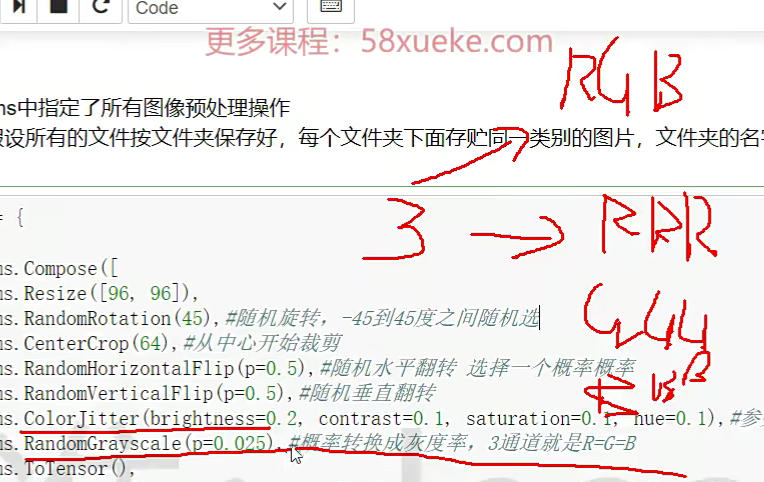 Code
更多课程：58xueke.com
ns中指定了所有图像预处理操作
设所有的文件按文件夹保存好，每个文件夹下面存贮同一类别的图片，文件夹的名
RGB
3
RRR
= {
ns.Compose([
ns.Resize([96, 96]),
ns.RandomRotation(45),#随机旋转，-45到45度之间随机选
ns.CenterCrop(64),#从中心开始裁剪
ns.RandomHorizontalFlip(p=0.5),#随机水平翻转 选择一个概率概率
ns.RandomVerticalFlip(p=0.5),#随机垂直翻转
ns.ColorJitter(brightness=0.2, contrast=0.1, saturation=0.1, hue=0.1),#参
ns.RandomGrayscale(p=0.025),#概率转换成灰度率，3通道就是R=G=B
ns.ToTensor(),